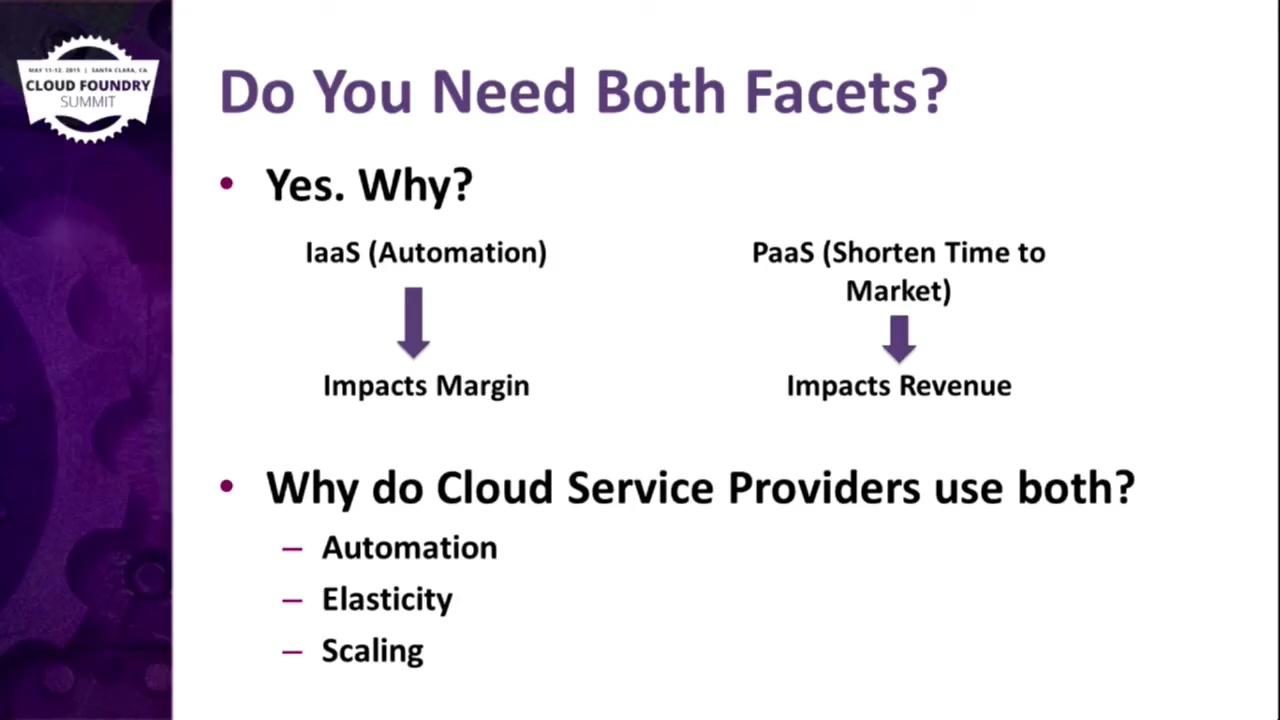 MAY 11-12, 2015 | SANTA CLARA, CA
CLOUD FOUNDRY
SUMMIT
Do You Need Both Facets?
• Yes. Why?
IaaS (Automation)
PaaS (Shorten Time to
Market)
Impacts Margin
Impacts Revenue
• Why do Cloud Service Providers use both?
– Automation
– Elasticity
– Scaling